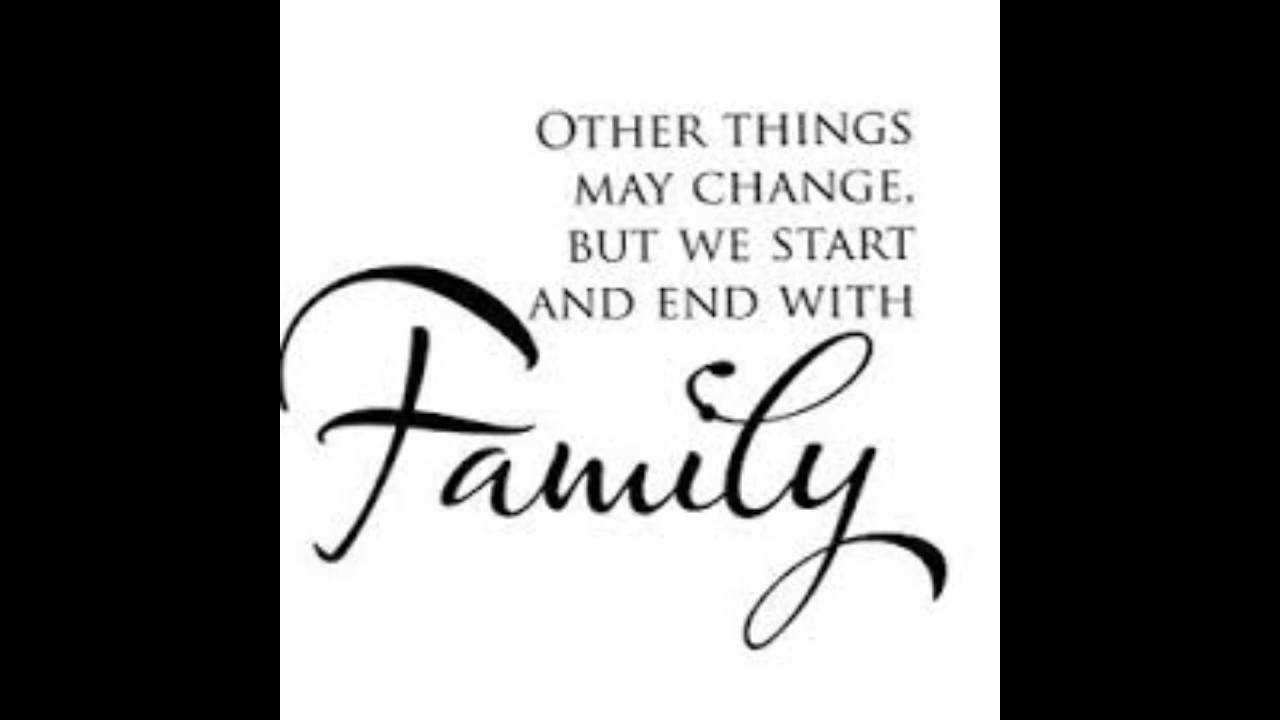 OTHER THINGS
MAY CHANGE,
BUT WE START
AND END WITH
Family